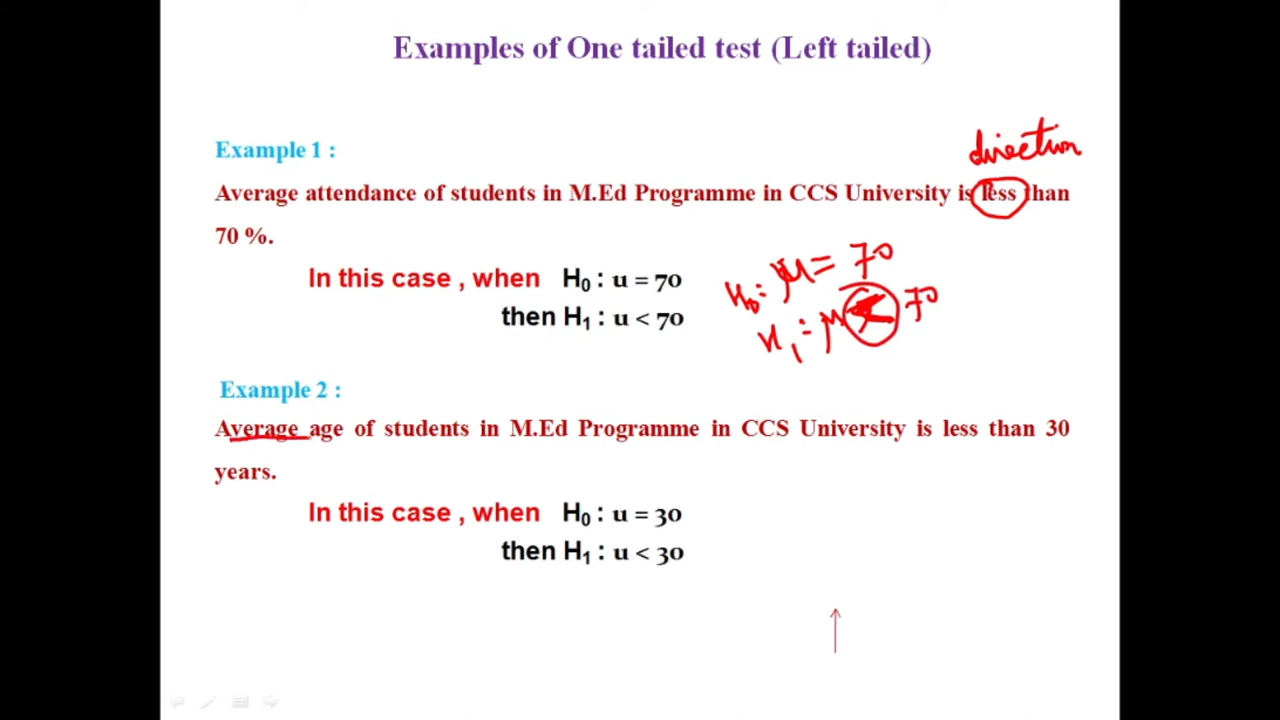 Examples of One tailed test (Left tailed)
direction
Example 1 :
Average attendance of students in M.Ed Programme in CCS University is less than
70 %.
In this case , when H₀ : u = 70
then H₁ : u < 70
H₀ : μ = 70
H₁ : μ < 70
Example 2 :
Average age of students in M.Ed Programme in CCS University is less than 30
years.
In this case , when H₀ : u = 30
then H₁ : u < 30